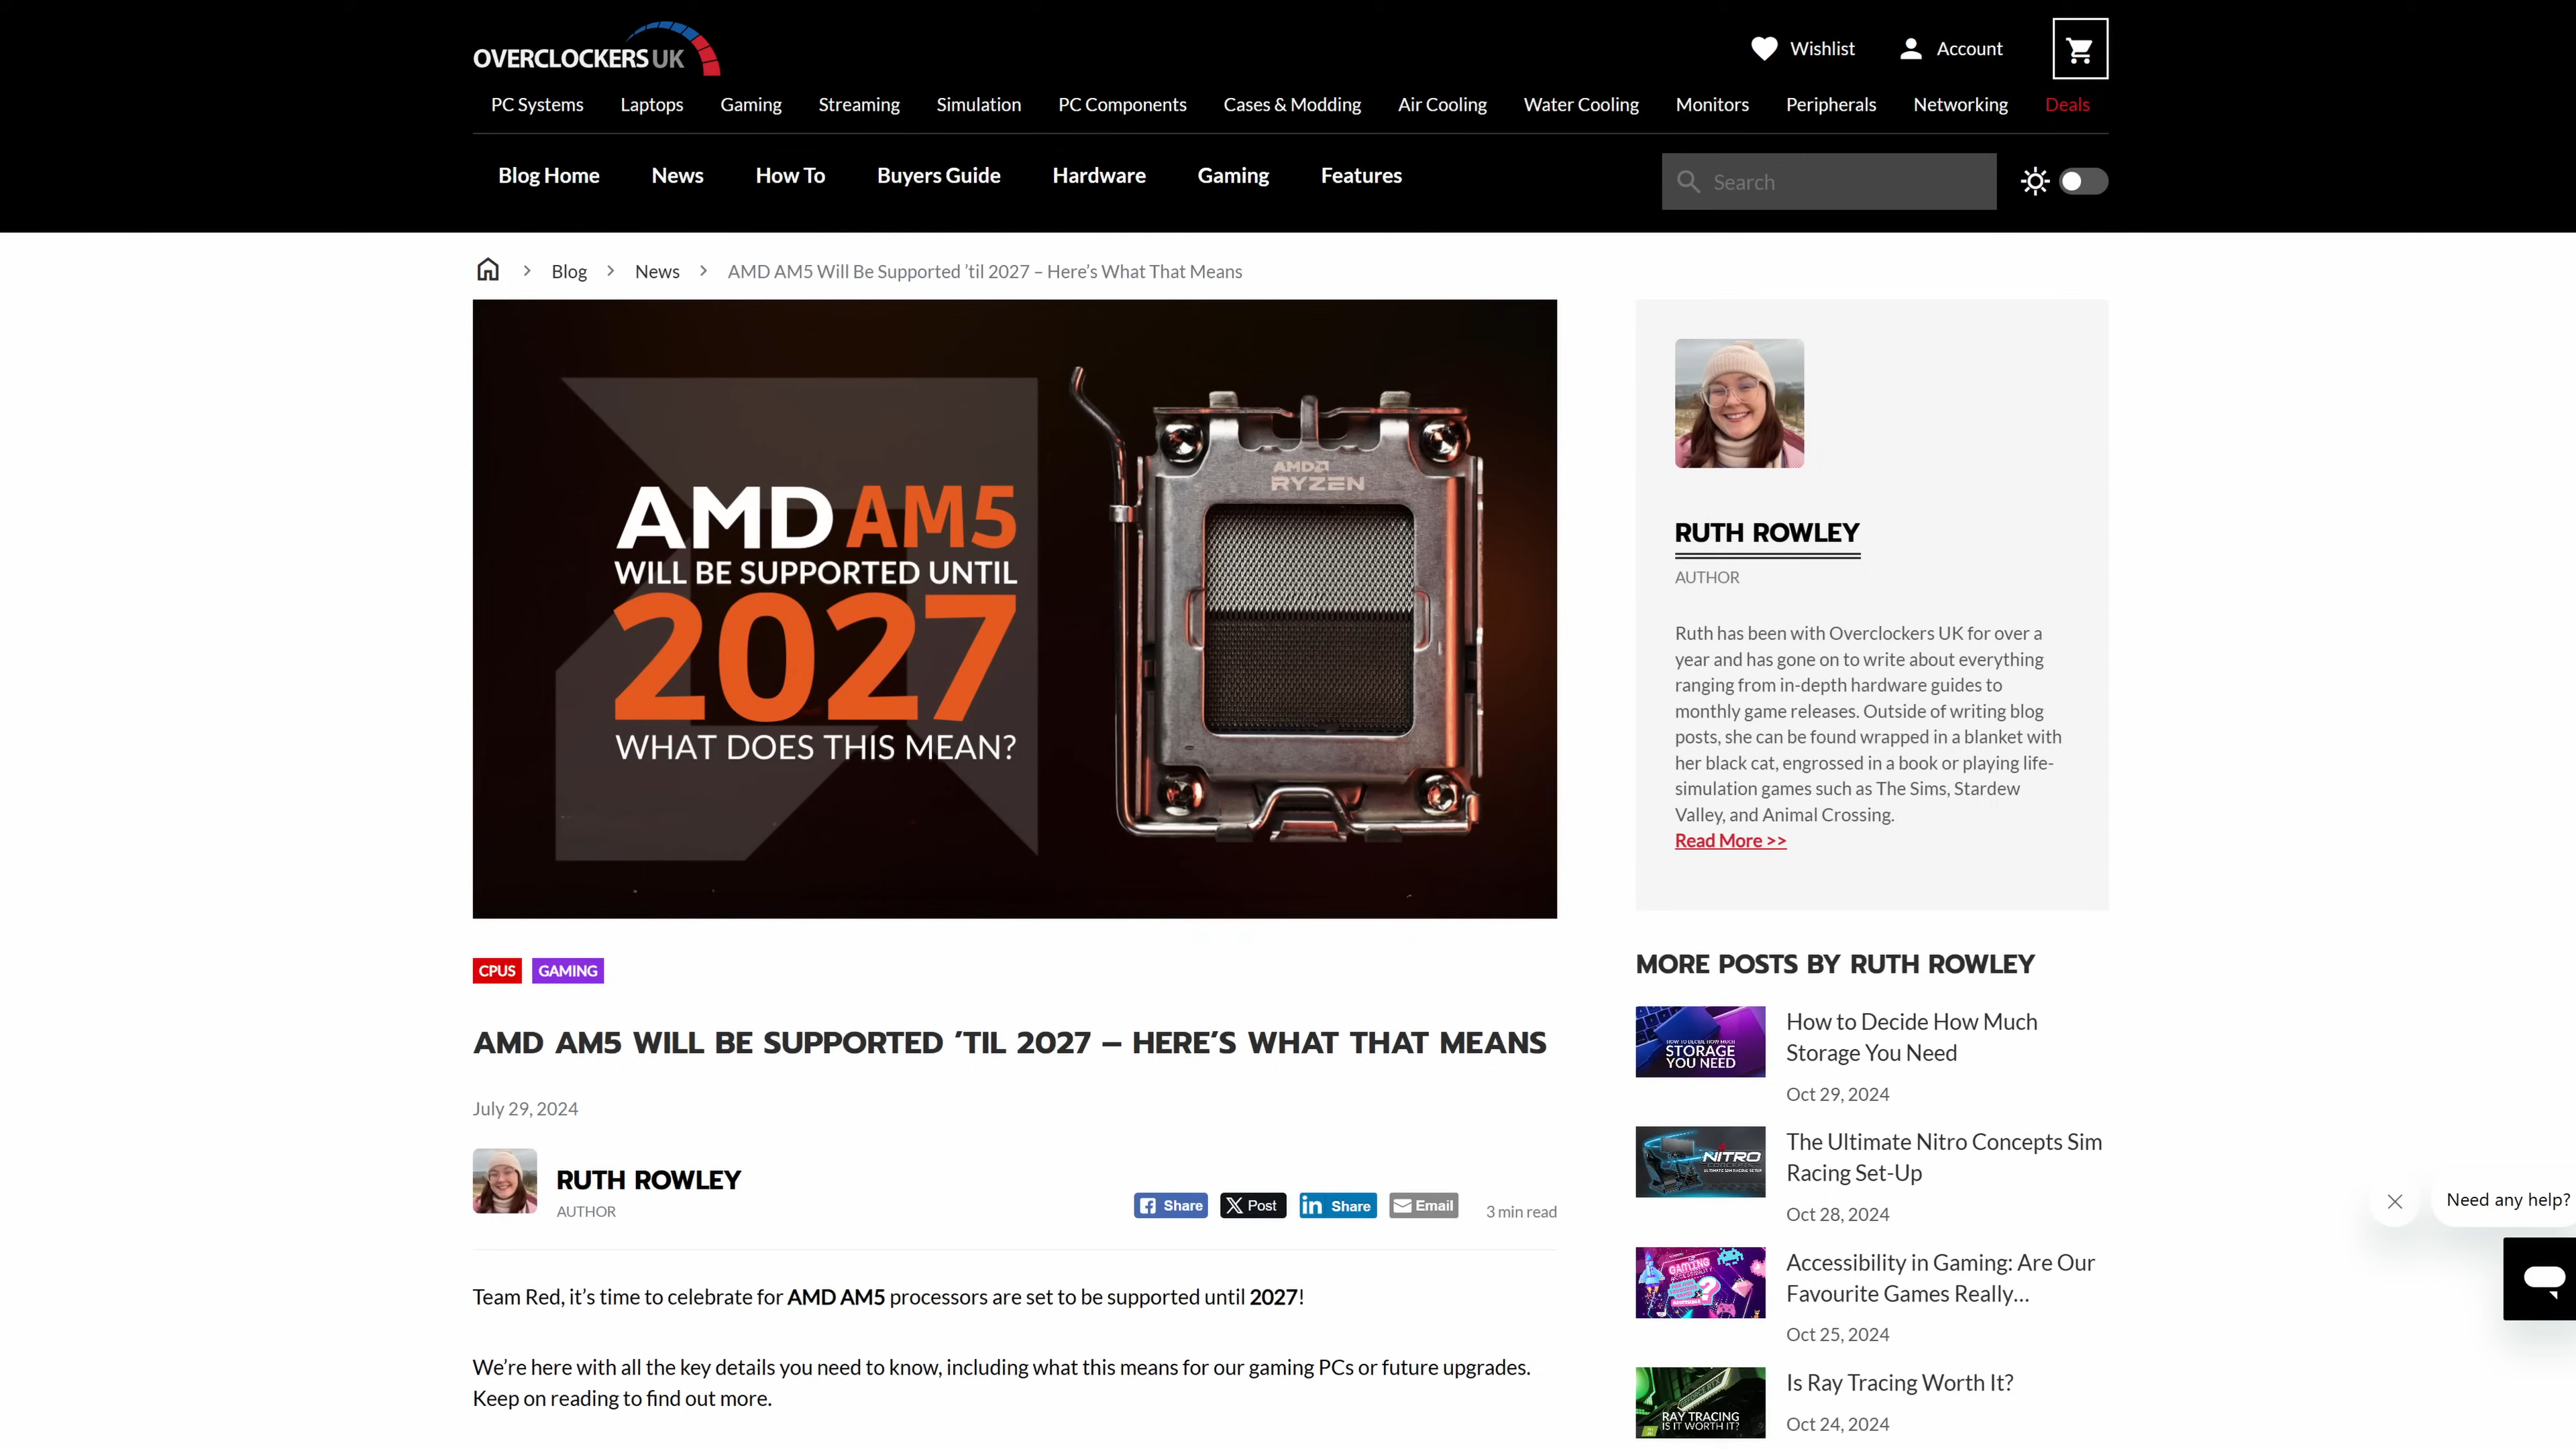 OVERCLOCKERS UK
Wishlist
Account
PC Systems
Laptops
Gaming
Streaming
Simulation
PC Components
Cases & Modding
Air Cooling
Water Cooling
Monitors
Peripherals
Networking
Deals
Blog Home
News
How To
Buyers Guide
Hardware
Gaming
Features
Search
Blog
News
AMD AM5 Will Be Supported ’til 2027 – Here’s What That Means
AMD AM5
WILL BE SUPPORTED UNTIL
2027
WHAT DOES THIS MEAN?
AMD
RYZEN
CPUS
GAMING
AMD AM5 WILL BE SUPPORTED ’TIL 2027 – HERE’S WHAT THAT MEANS
July 29, 2024
RUTH ROWLEY
AUTHOR
Share
Post
Share
Email
3 min read
Team Red, it’s time to celebrate for AMD AM5 processors are set to be supported until 2027!
We’re here with all the key details you need to know, including what this means for our gaming PCs or future upgrades.
Keep on reading to find out more.
RUTH ROWLEY
AUTHOR
Ruth has been with Overclockers UK for over a
year and has gone on to write about everything
ranging from in-depth hardware guides to
monthly game releases. Outside of writing blog
posts, she can be found wrapped in a blanket with
her black cat, engrossed in a book or playing life-
simulation games such as The Sims, Stardew
Valley, and Animal Crossing.
Read More >>
MORE POSTS BY RUTH ROWLEY
HOW TO DECIDE HOW MUCH
STORAGE
YOU NEED
How to Decide How Much
Storage You Need
Oct 29, 2024
NITRO
CONCEPTS
ULTIMATE SIM RACING SETUP
The Ultimate Nitro Concepts Sim
Racing Set-Up
Oct 28, 2024
GAMING
ACCESSIBILITY
Accessibility in Gaming: Are Our
Favourite Games Really...
Oct 25, 2024
RAY TRACING
IS IT WORTH IT?
Is Ray Tracing Worth It?
Oct 24, 2024
Need any help?